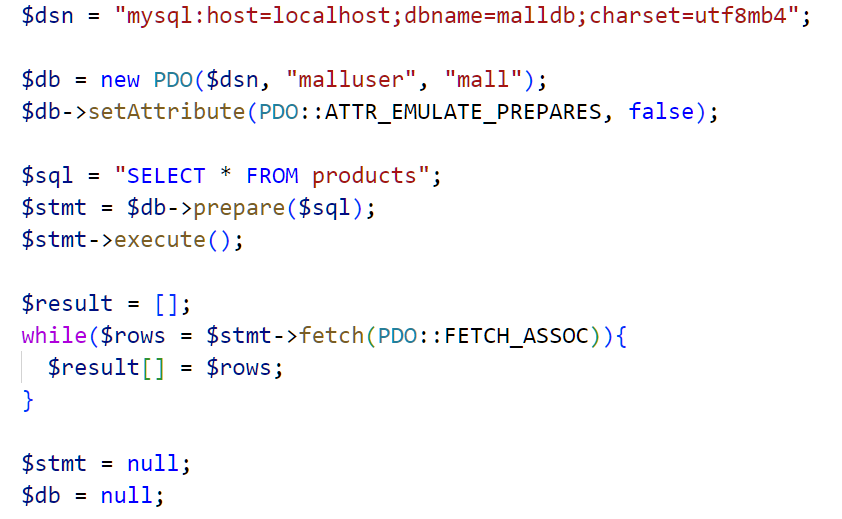 $dsn = "mysql:host=localhost;dbname=malldb;charset=utf8mb4";
$db = new PDO($dsn, "malluser", "mall");
$db->setAttribute(PDO::ATTR_EMULATE_PREPARES, false);
$sql = "SELECT * FROM products";
$stmt = $db->prepare($sql);
$stmt->execute();
$result = [];
while($rows = $stmt->fetch(PDO::FETCH_ASSOC)){
  $result[] = $rows;
}
$stmt = null;
$db = null;